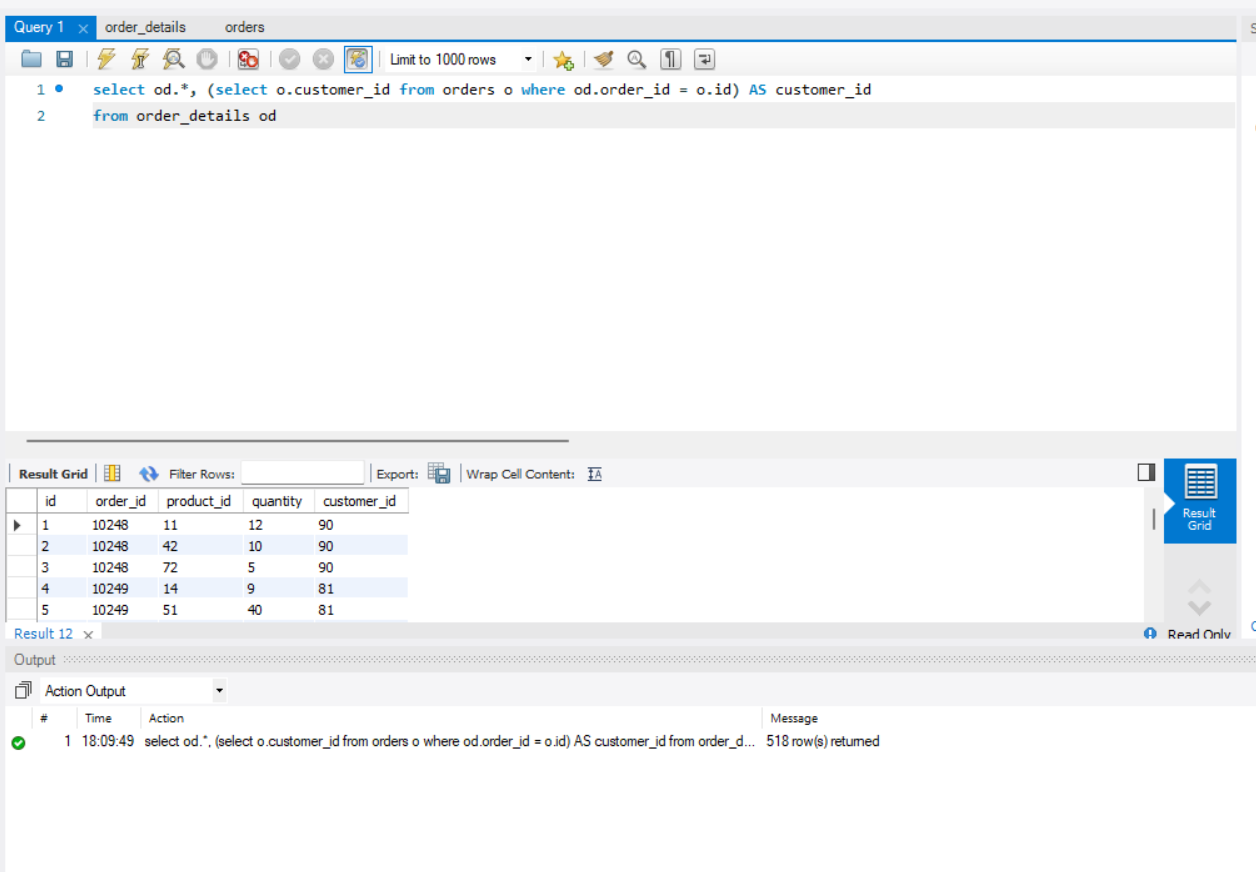 Query 1 order_details orders
Limit to 1000 rows
1 select od.*, (select o.customer_id from orders o where od.order_id = o.id) AS customer_id
2 from order_details od
Result Grid Filter Rows: Export: Wrap Cell Content:
id order_id product_id quantity customer_id
1 10248 11 12 90
2 10248 42 10 90
3 10248 72 5 90
4 10249 14 9 81
5 10249 51 40 81
Result
Grid
Result 12 Read Only
Output
Action Output
# Time Action Message
1 18:09:49 select od.*, (select o.customer_id from orders o where od.order_id = o.id) AS customer_id from order_d... 518 row(s) returned